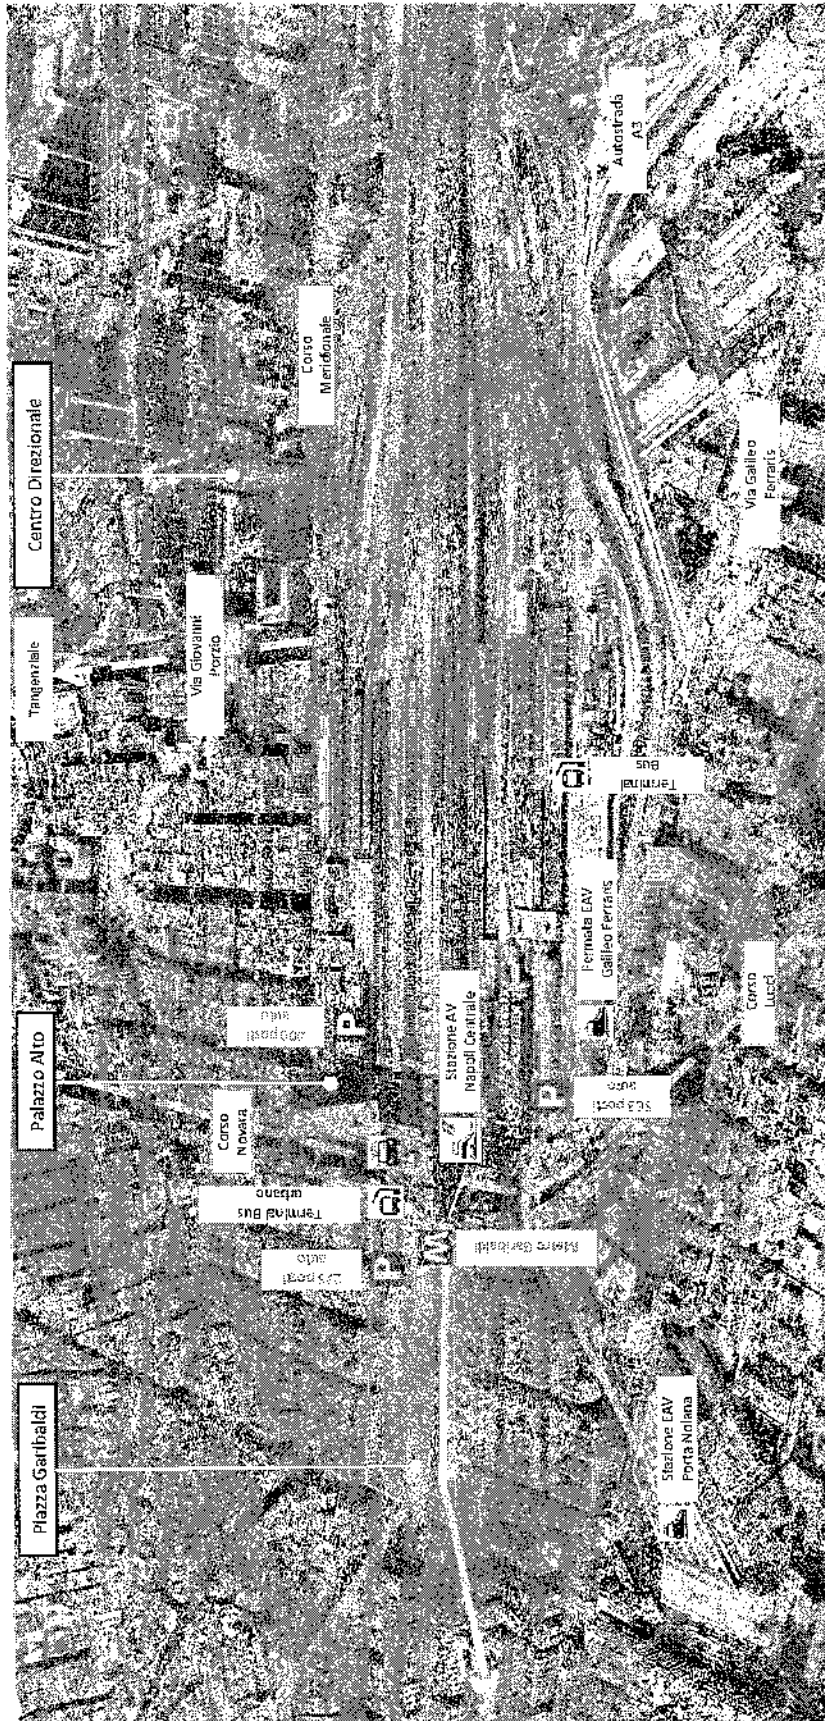 Piazza Garibaldi
Palazzo Alto
Centro Direzionale
Tangenziale
Via Giovanni
Porzio
Corso
Meridionale
Corso
Novara
Terminal Bus
urbano
posti
auto
posti
auto
P
P
M
Metro Garibaldi
Stazione AV
Napoli Centrale
P
posti
auto
Fermata EAV
Galileo Ferraris
Terminal
Bus
Autostrada
A3
Via Galileo
Ferraris
Corso
Lucci
Stazione EAV
Porta Nolana